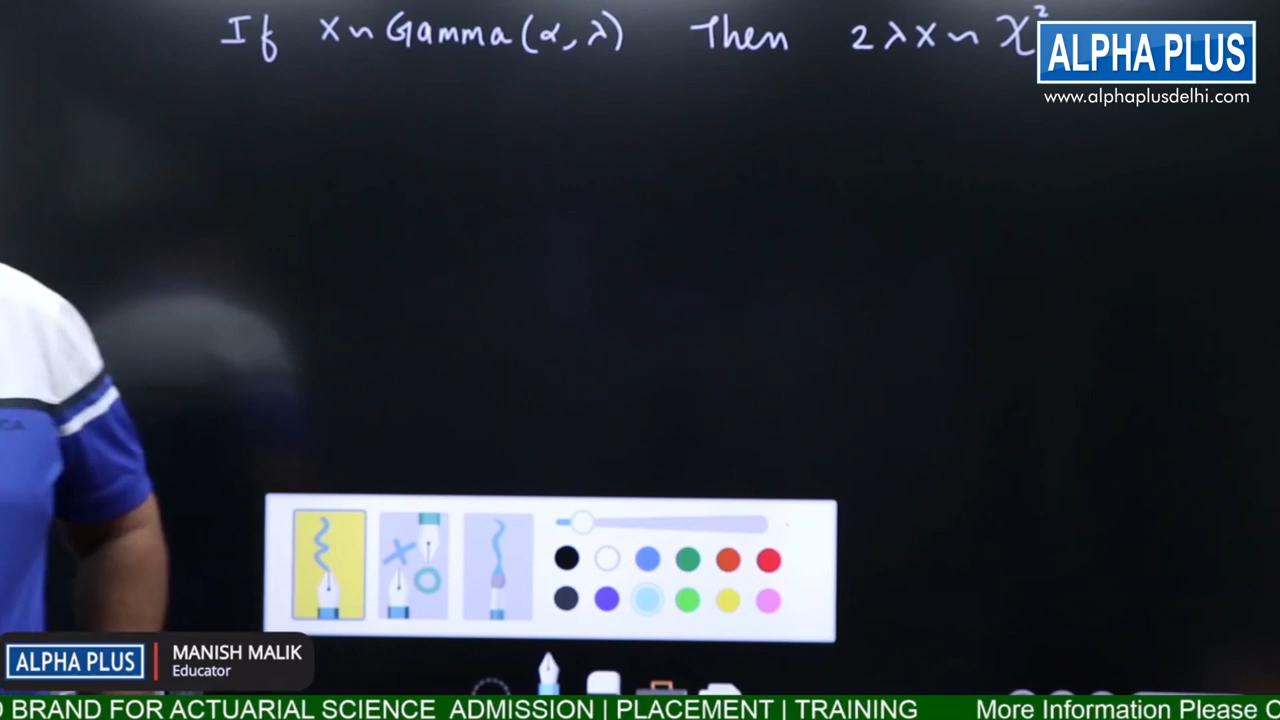 If X ~ Gamma(α, λ) Then 2λX ~ χ²
ALPHA PLUS
www.alphaplusdelhi.com
CA
ALPHA PLUS
MANISH MALIK
Educator
BRAND FOR ACTUARIAL SCIENCE ADMISSION | PLACEMENT | TRAINING More Information Please